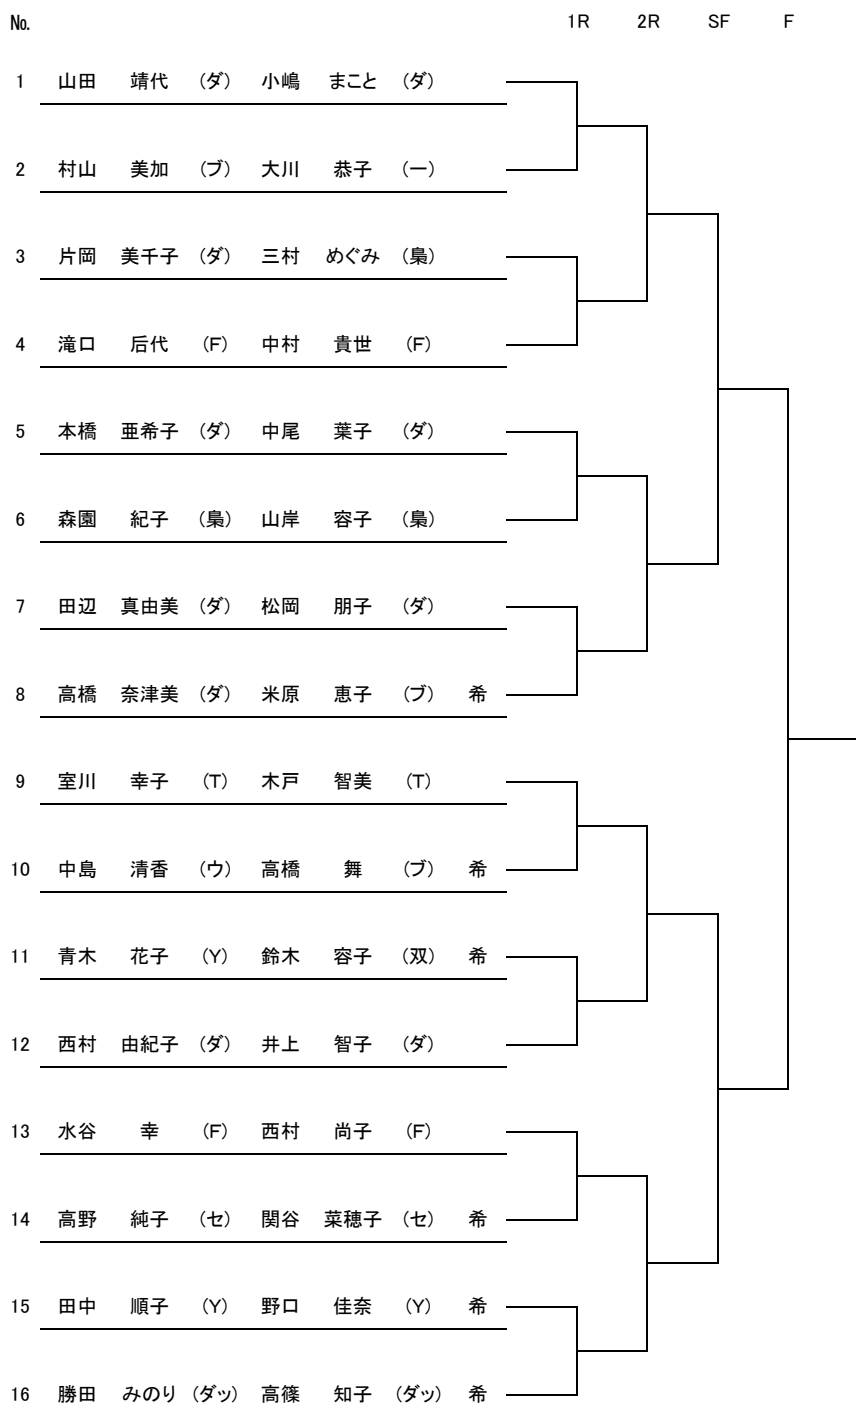 No. 1R 2R SF F
1 山田 靖代 (ダ) 小嶋 まこと (ダ)
2 村山 美加 (ブ) 大川 恭子 (一)
3 片岡 美千子 (ダ) 三村 めぐみ (梟)
4 滝口 后代 (F) 中村 貴世 (F)
5 本橋 亜希子 (ダ) 中尾 葉子 (ダ)
6 森園 紀子 (梟) 山岸 容子 (梟)
7 田辺 真由美 (ダ) 松岡 朋子 (ダ)
8 高橋 奈津美 (ダ) 米原 恵子 (ブ) 希
9 室川 幸子 (T) 木戸 智美 (T)
10 中島 清香 (ウ) 高橋 舞 (ブ) 希
11 青木 花子 (Y) 鈴木 容子 (双) 希
12 西村 由紀子 (ダ) 井上 智子 (ダ)
13 水谷 幸 (F) 西村 尚子 (F)
14 高野 純子 (セ) 関谷 菜穂子 (セ) 希
15 田中 順子 (Y) 野口 佳奈 (Y) 希
16 勝田 みのり (ダッ) 高篠 知子 (ダッ) 希